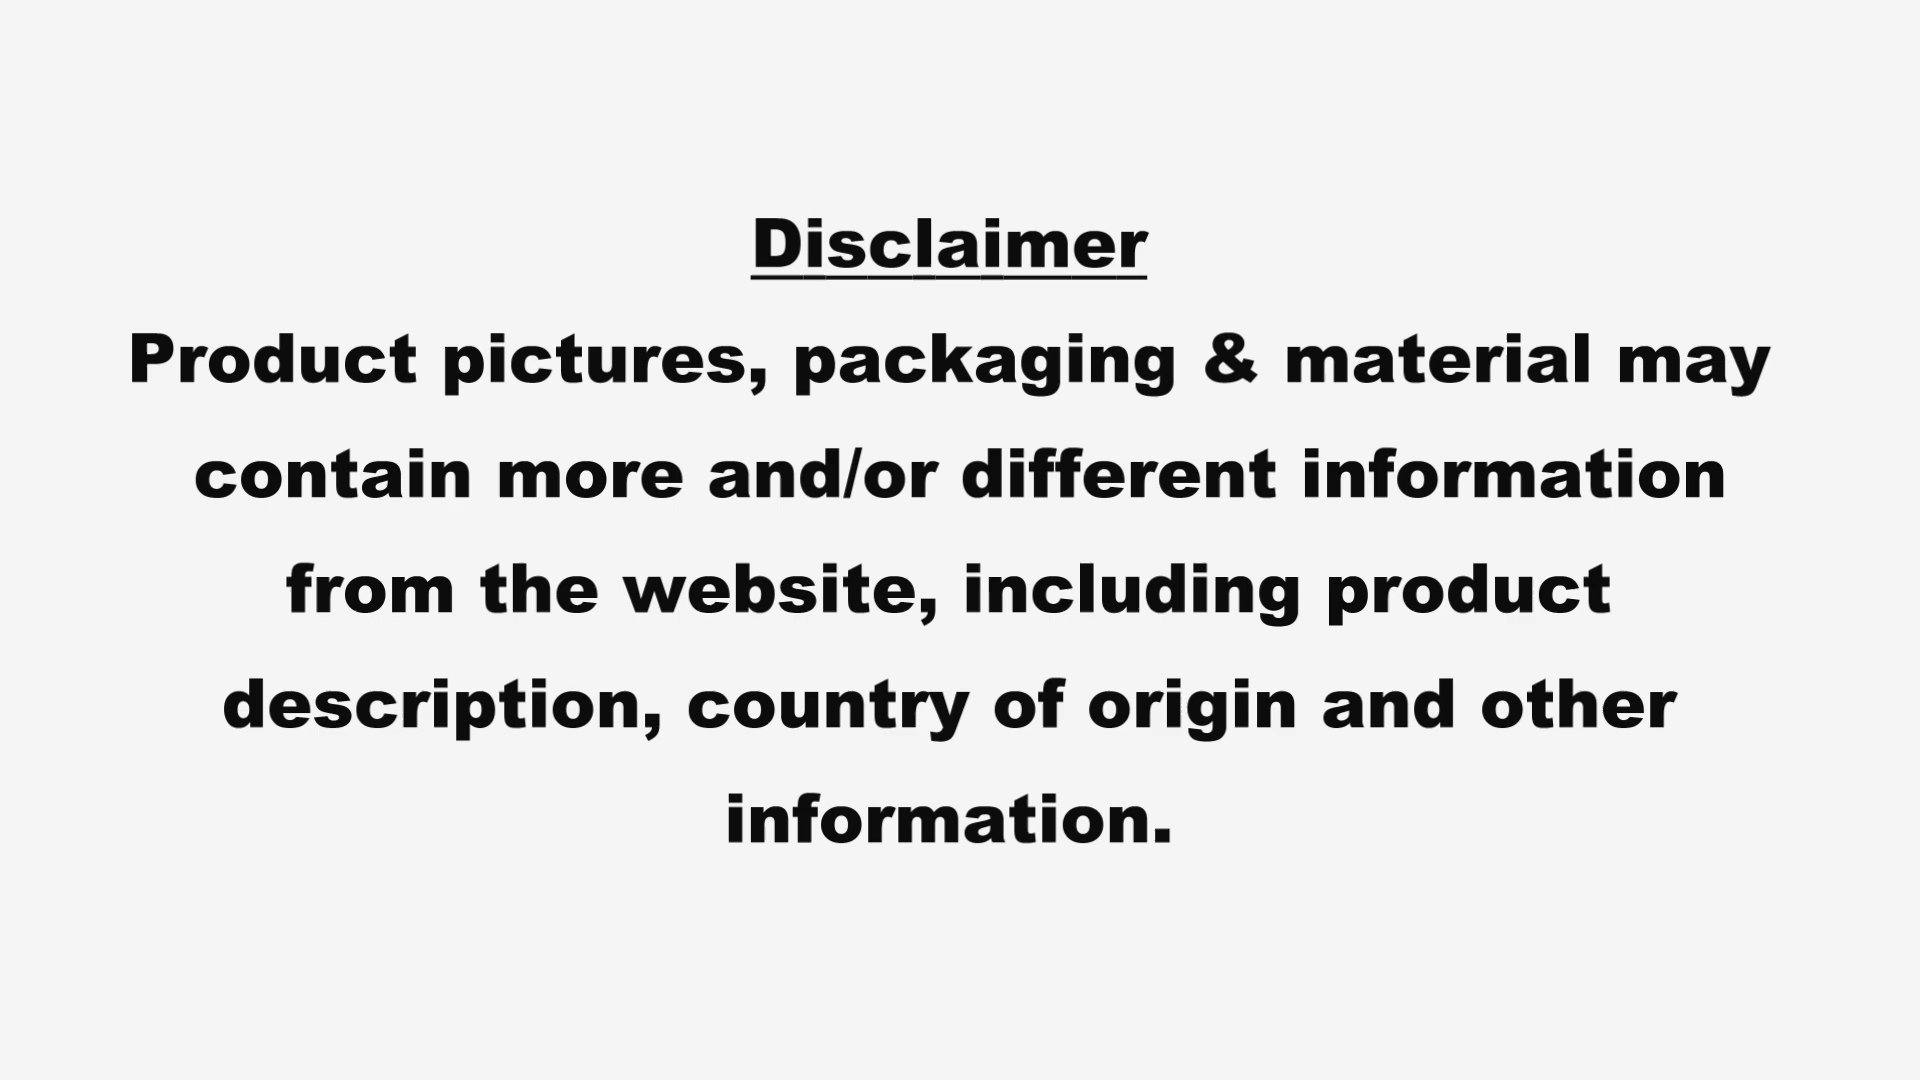 Disclaimer
Product pictures, packaging & material may
contain more and/or different information
from the website, including product
description, country of origin and other
information.